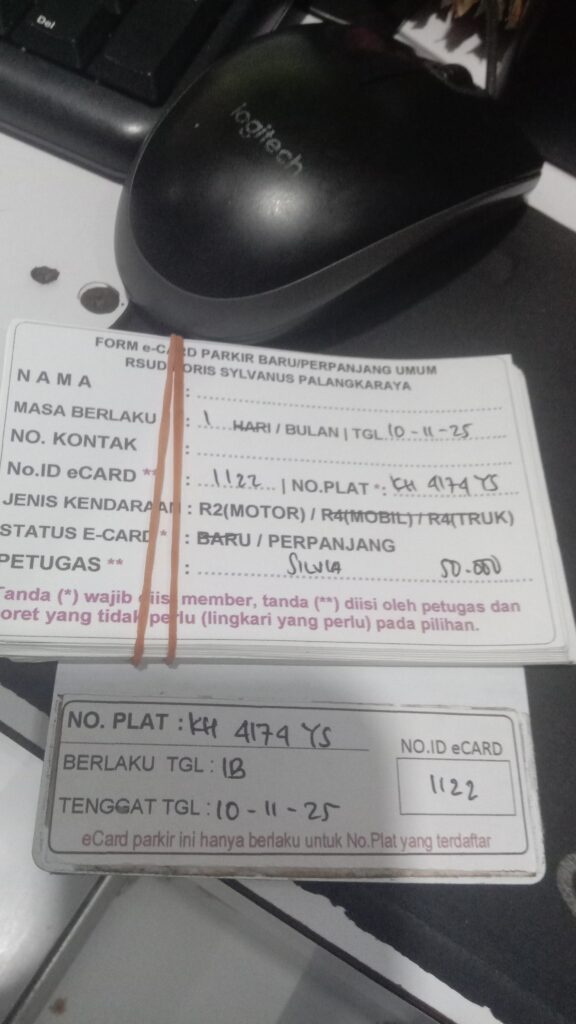 Del
logitech
FORM e-CARD PARKIR BARU/PERPANJANG UMUM
RSUD DORIS SYLVANUS PALANGKARAYA
NAMA :
MASA BERLAKU : 1 HARI / BULAN | TGL. 10-11-25
NO. KONTAK :
No.ID eCARD ** : 1122 | NO.PLAT * : KH 4174 YS
JENIS KENDARAAN : R2(MOTOR) / R4(MOBIL) / R4(TRUK)
STATUS E-CARD * : BARU / PERPANJANG
PETUGAS ** : SILVIA 50.000
Tanda (*) wajib diisi member, tanda (**) diisi oleh petugas dan
coret yang tidak perlu (lingkari yang perlu) pada pilihan.
NO. PLAT : KH 4174 YS
NO.ID eCARD
BERLAKU TGL : 1B
1122
TENGGAT TGL : 10-11-25
eCard parkir ini hanya berlaku untuk No.Plat yang terdaftar